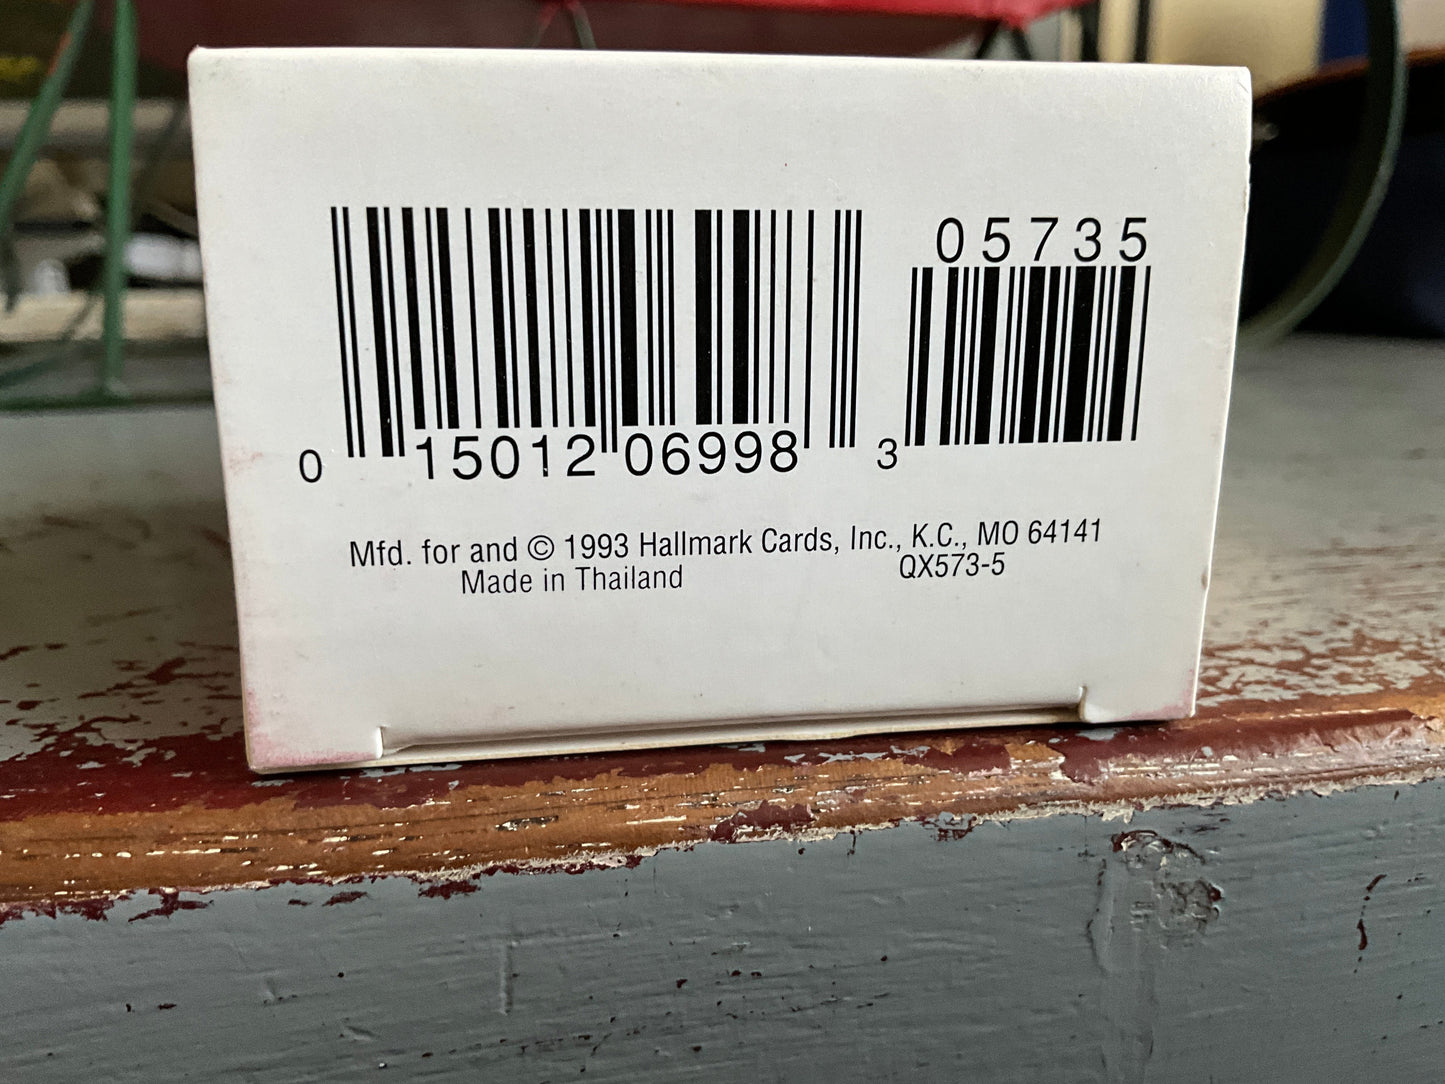 05735
0 15012 06998 3
Mfd. for and © 1993 Hallmark Cards, Inc., K.C., MO 64141
Made in Thailand QX573-5